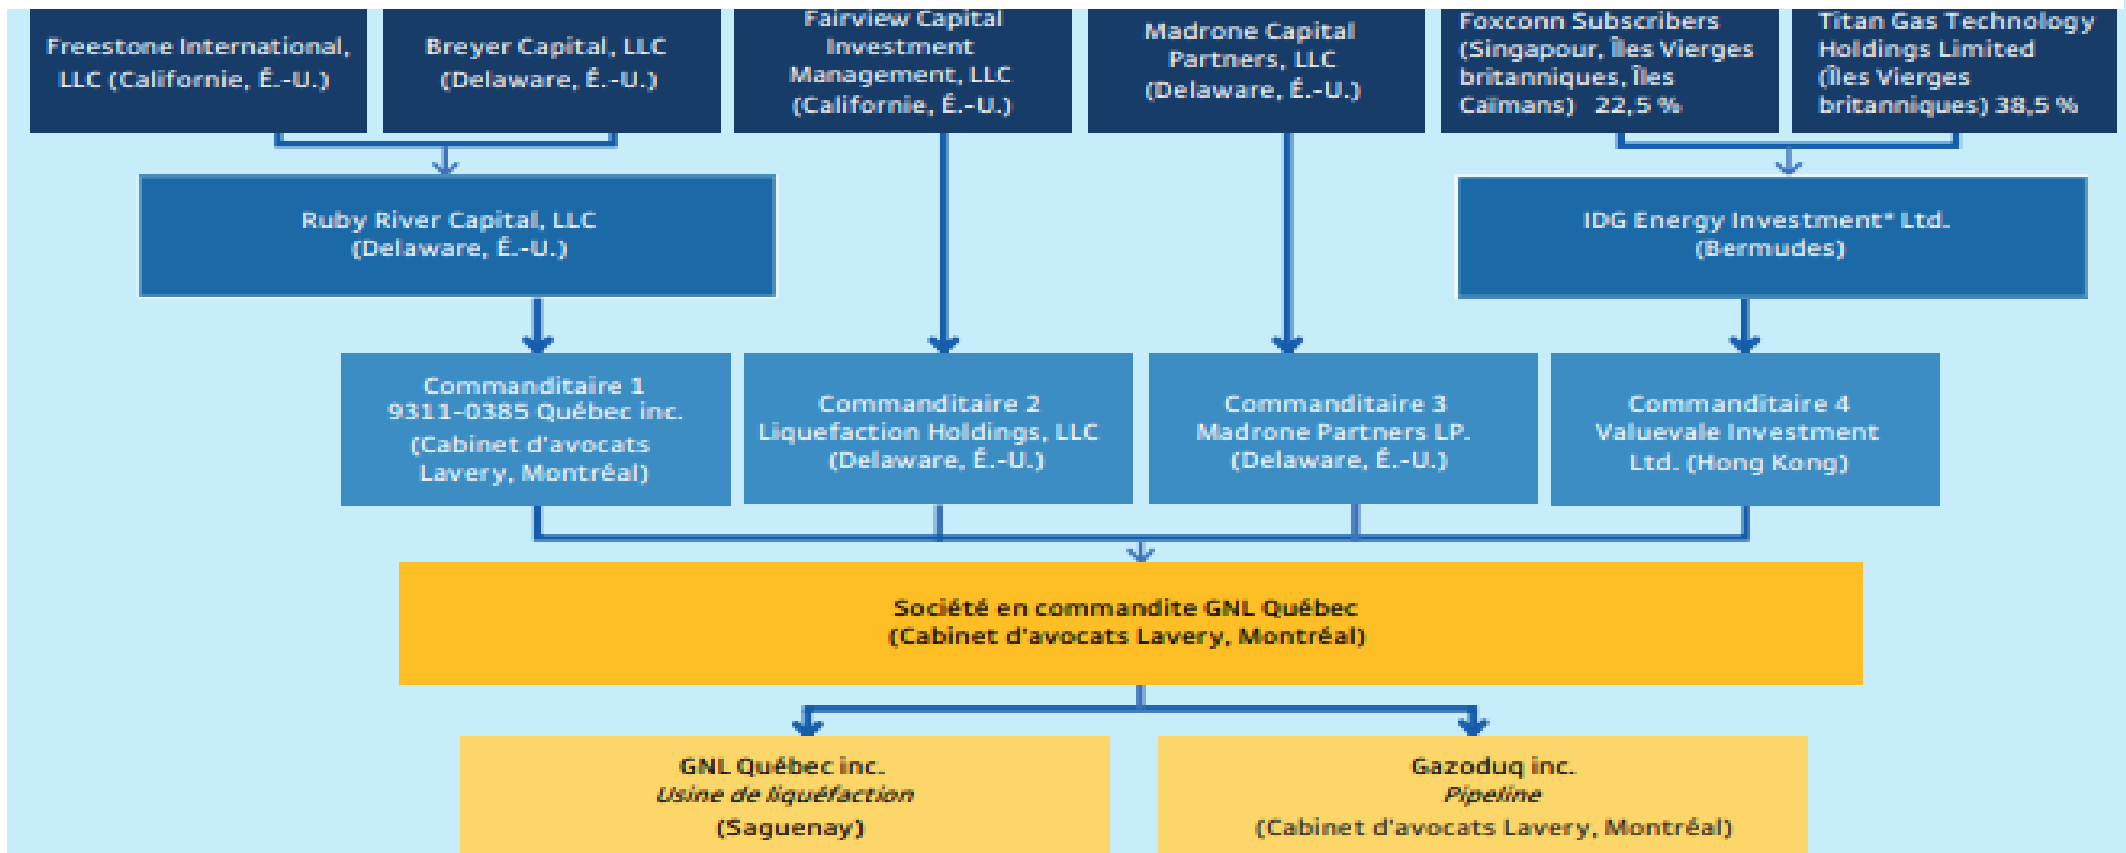 Freestone International,
LLC (Californie, É.-U.)
Breyer Capital, LLC
(Delaware, É.-U.)
Fairview Capital
Investment
Management, LLC
(Californie, É.-U.)
Madrone Capital
Partners, LLC
(Delaware, É.-U.)
Foxconn Subscribers
(Singapour, Îles Vierges
britanniques, Îles
Caïmans) 22,5 %
Titan Gas Technology
Holdings Limited
(Îles Vierges
britanniques) 38,5 %
Ruby River Capital, LLC
(Delaware, É.-U.)
IDG Energy Investment* Ltd.
(Bermudes)
Commanditaire 1
9311-0385 Québec inc.
(Cabinet d'avocats
Lavery, Montréal)
Commanditaire 2
Liquefaction Holdings, LLC
(Delaware, É.-U.)
Commanditaire 3
Madrone Partners LP.
(Delaware, É.-U.)
Commanditaire 4
Valuevale Investment
Ltd. (Hong Kong)
Société en commandite GNL Québec
(Cabinet d'avocats Lavery, Montréal)
GNL Québec inc.
Usine de liquéfaction
(Saguenay)
Gazoduq inc.
Pipeline
(Cabinet d'avocats Lavery, Montréal)